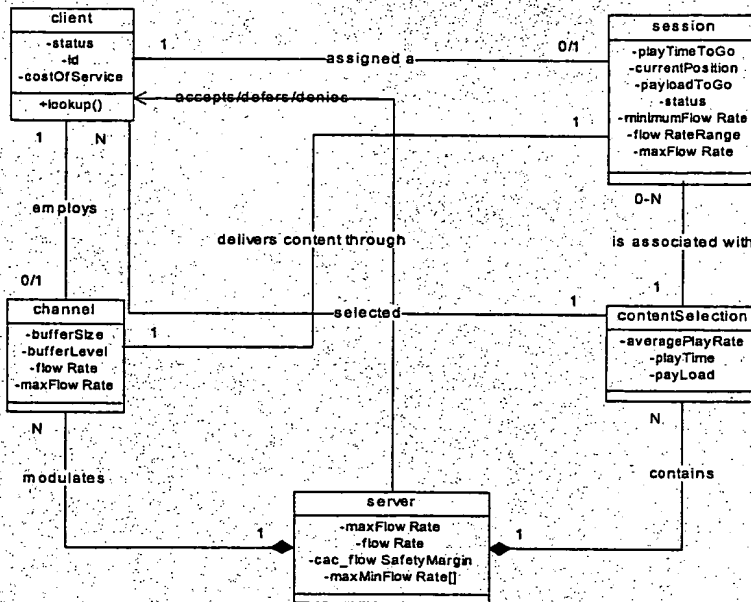 client
-status
-id
-costOfService
+lookup()
1
assigned a
0/1
session
-playTimeToGo
-currentPosition
-payloadToGo
-status
-minimumFlow Rate
-flow RateRange
-maxFlow Rate
accepts/defers/denies
1
1
N
employs
0/1
delivers content through
0-N
is associated with
1
channel
-bufferSize
-bufferLevel
-flow Rate
-maxFlow Rate
1
selected
1
contentSelection
-averagePlayRate
-playTime
-payLoad
N
modulates
1
N
contains
1
server
-maxFlow Rate
-flow Rate
-cac_flow SafetyMargin
-maxMinFlow Rate[]